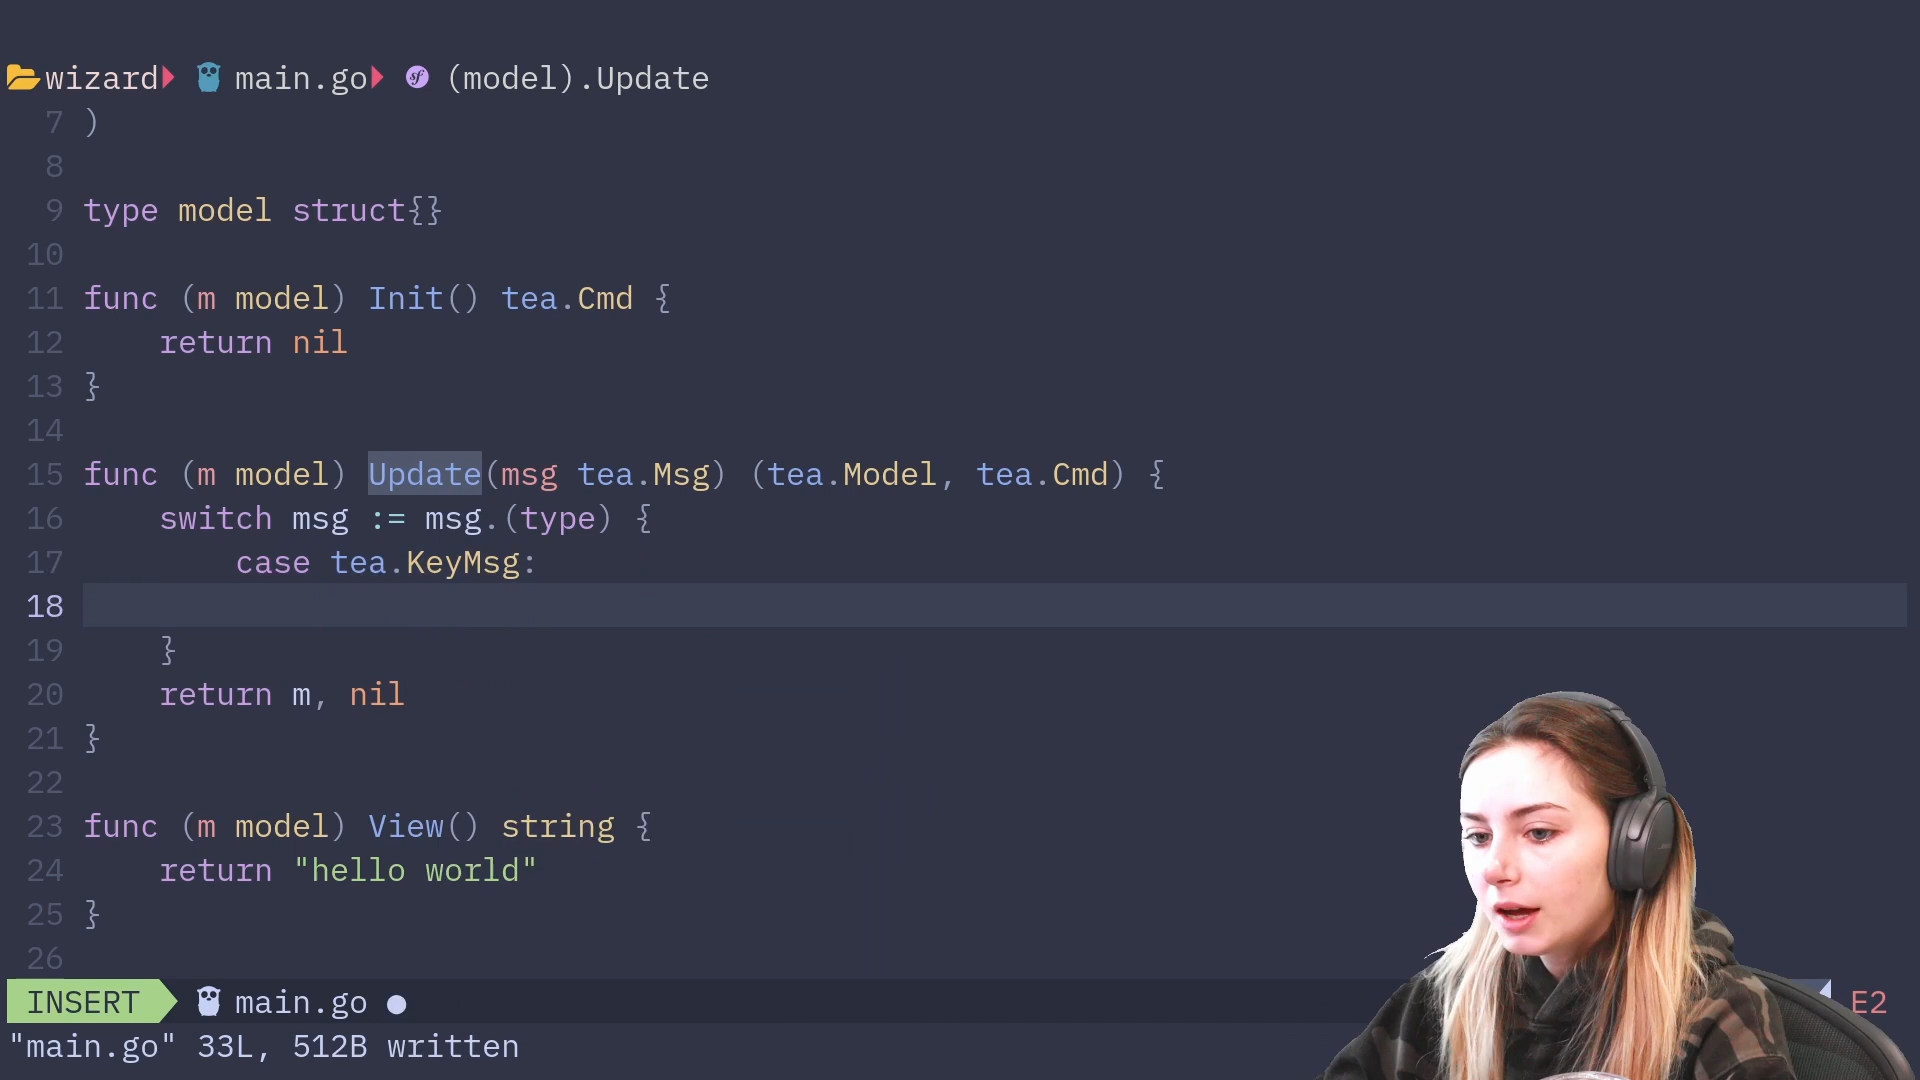 wizard main.go (model).Update
7 )
8
9 type model struct{}
10
11 func (m model) Init() tea.Cmd {
12     return nil
13 }
14
15 func (m model) Update(msg tea.Msg) (tea.Model, tea.Cmd) {
16     switch msg := msg.(type) {
17         case tea.KeyMsg:
18
19     }
20     return m, nil
21 }
22
23 func (m model) View() string {
24     return "hello world"
25 }
26
INSERT main.go ● E2
"main.go" 33L, 512B written